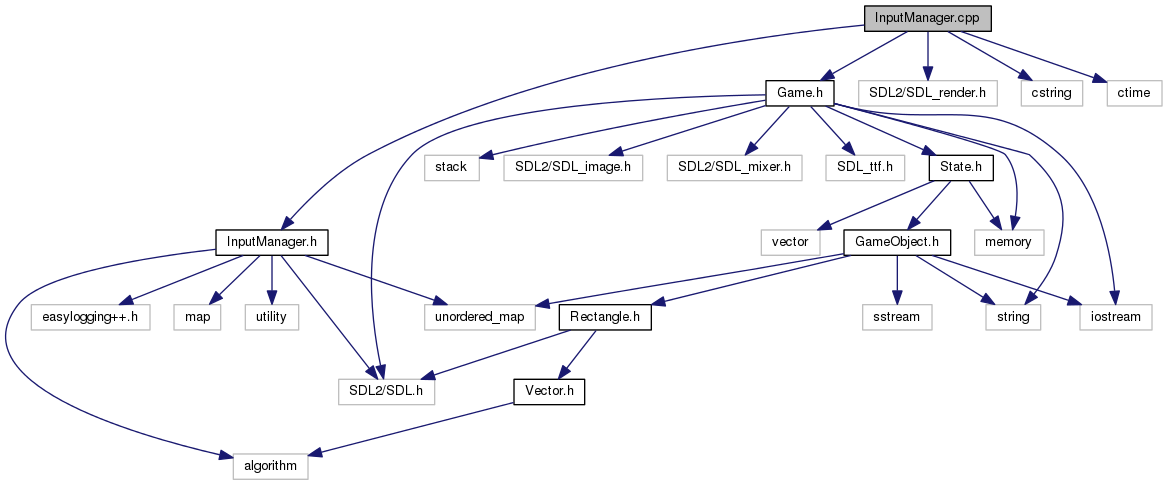 InputManager.cpp
Game.h
SDL2/SDL_render.h
cstring
ctime
stack
SDL2/SDL_image.h
SDL2/SDL_mixer.h
SDL_ttf.h
State.h
InputManager.h
vector
GameObject.h
memory
easylogging++.h
map
utility
unordered_map
Rectangle.h
sstream
string
iostream
SDL2/SDL.h
Vector.h
algorithm